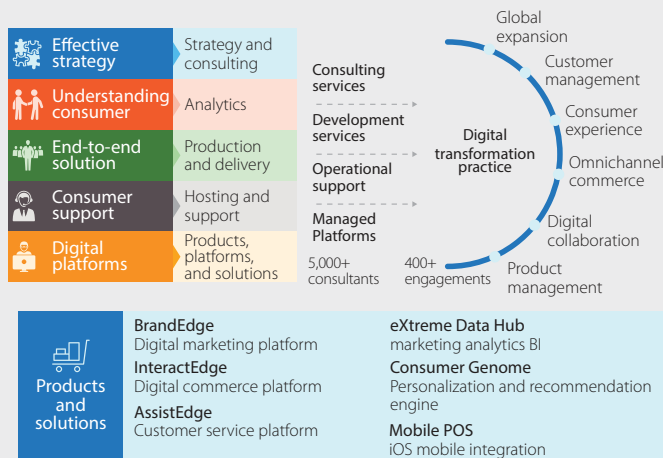 Effective
strategy
Strategy and
consulting
Understanding
consumer
Analytics
End-to-end
solution
Production
and delivery
Consumer
support
Hosting and
support
Digital
platforms
Products,
platforms,
and solutions
Consulting
services
Development
services
Operational
support
Managed
Platforms
5,000+
consultants
400+
engagements
Digital
transformation
practice
Global
expansion
Customer
management
Consumer
experience
Omnichannel
commerce
Digital
collaboration
Product
management
Products
and
solutions
BrandEdge
Digital marketing platform
InteractEdge
Digital commerce platform
AssistEdge
Customer service platform
eXtreme Data Hub
marketing analytics BI
Consumer Genome
Personalization and recommendation
engine
Mobile POS
iOS mobile integration